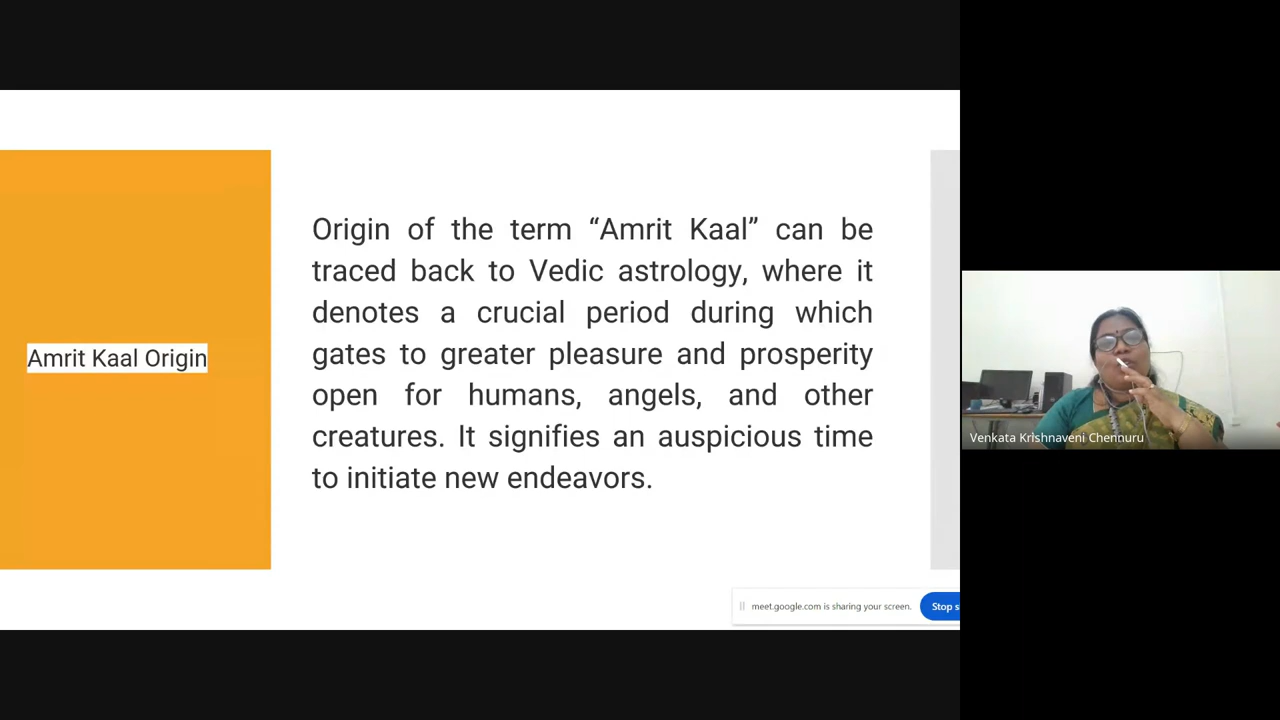 Amrit Kaal Origin
Origin of the term “Amrit Kaal” can be
traced back to Vedic astrology, where it
denotes a crucial period during which
gates to greater pleasure and prosperity
open for humans, angels, and other
creatures. It signifies an auspicious time
to initiate new endeavors.
meet.google.com is sharing your screen.
Stop s
Venkata Krishnaveni Chennuru